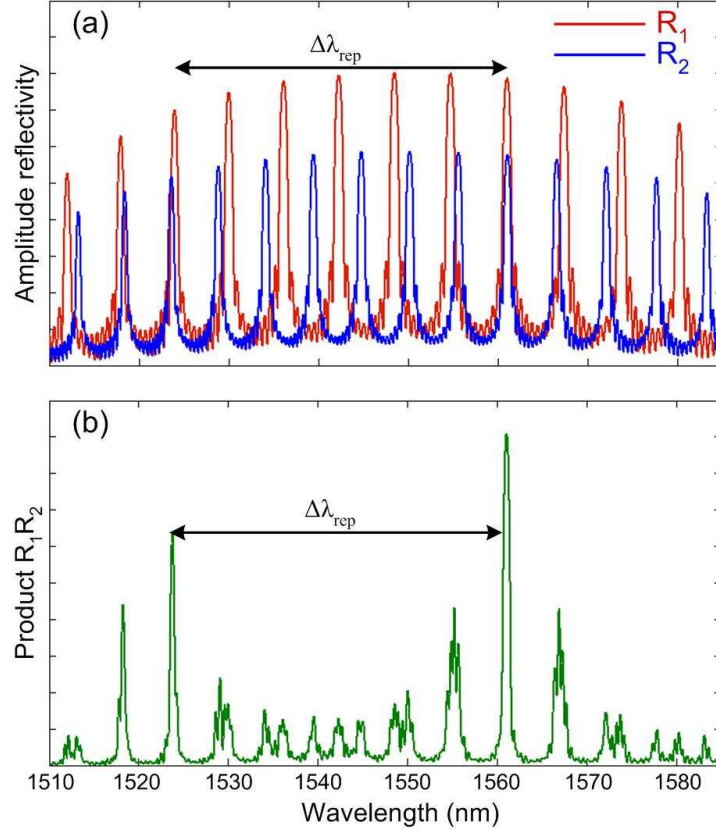 (a)
Δλrep
R1
R2
Amplitude reflectivity
(b)
Δλrep
Product R1R2
1510 1520 1530 1540 1550 1560 1570 1580
Wavelength (nm)